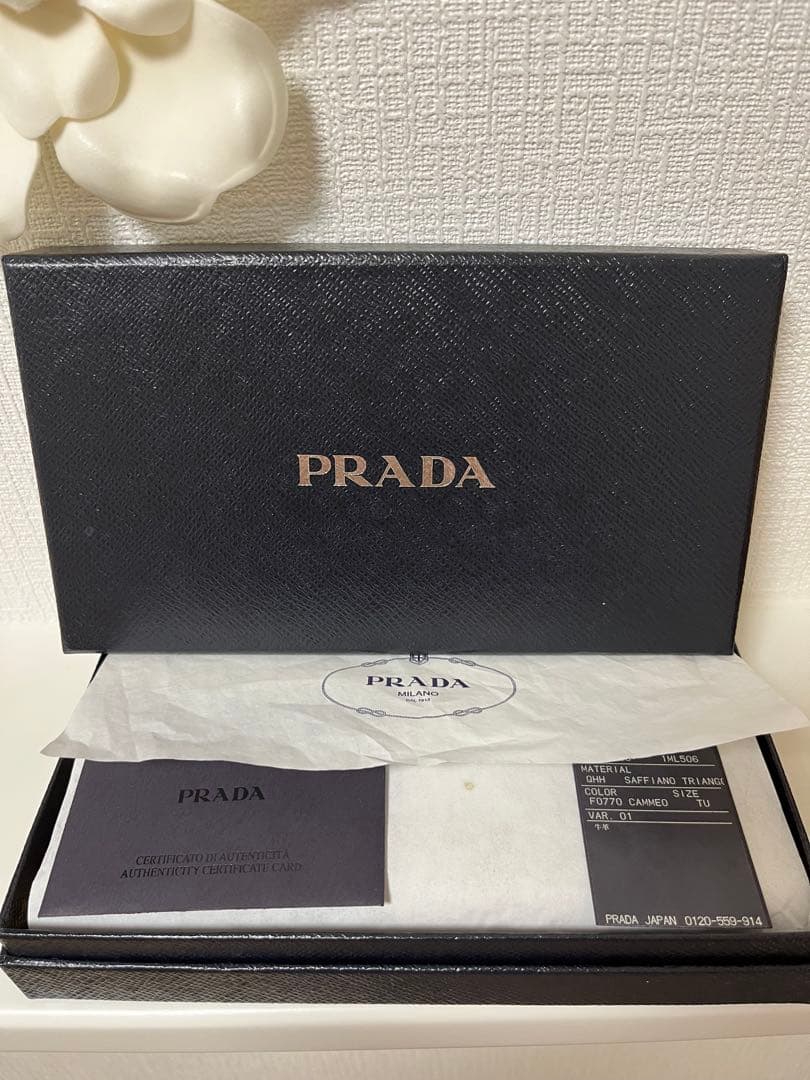 PRADA
PRADA
MILANO
DAL 1913
PRADA
CERTIFICATO DI AUTENTICITÀ
AUTHENTICITY CERTIFICATE CARD
1ML506
MATERIAL
QHH SAFFIANO TRIANG
COLOR SIZE
F0770 CAMMEO TU
VAR. 01
牛革
PRADA JAPAN 0120-559-914